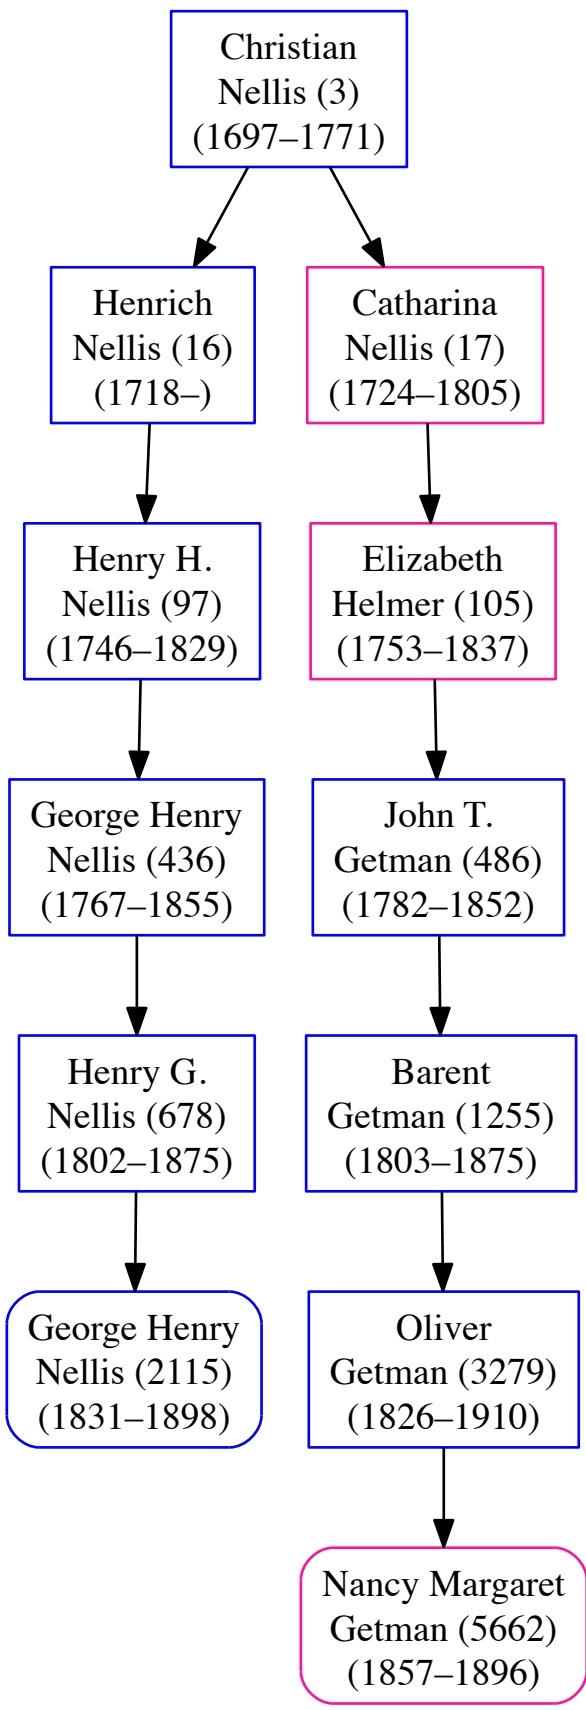 Christian
Nellis (3)
(1697–1771)
Henrich
Nellis (16)
(1718–)
Catharina
Nellis (17)
(1724–1805)
Henry H.
Nellis (97)
(1746–1829)
Elizabeth
Helmer (105)
(1753–1837)
George Henry
Nellis (436)
(1767–1855)
John T.
Getman (486)
(1782–1852)
Henry G.
Nellis (678)
(1802–1875)
Barent
Getman (1255)
(1803–1875)
George Henry
Nellis (2115)
(1831–1898)
Oliver
Getman (3279)
(1826–1910)
Nancy Margaret
Getman (5662)
(1857–1896)